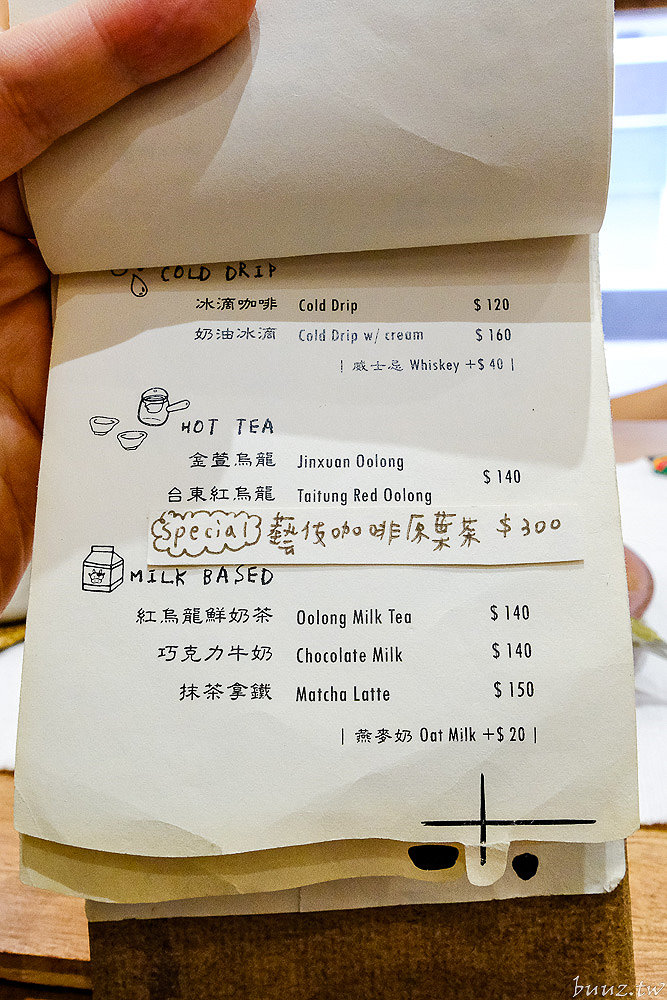 COLD DRIP
冰滴咖啡 Cold Drip $ 120
奶油冰滴 Cold Drip w/ cream $ 160
| 威士忌 Whiskey +$ 40 |
HOT TEA
金萱烏龍 Jinxuan Oolong
$ 140
台東紅烏龍 Taitung Red Oolong
Special 藝伎咖啡原葉茶 $300
MILK BASED
紅烏龍鮮奶茶 Oolong Milk Tea $ 140
巧克力牛奶 Chocolate Milk $ 140
抹茶拿鐵 Matcha Latte $ 150
| 燕麥奶 Oat Milk +$ 20 |
buuz.tw